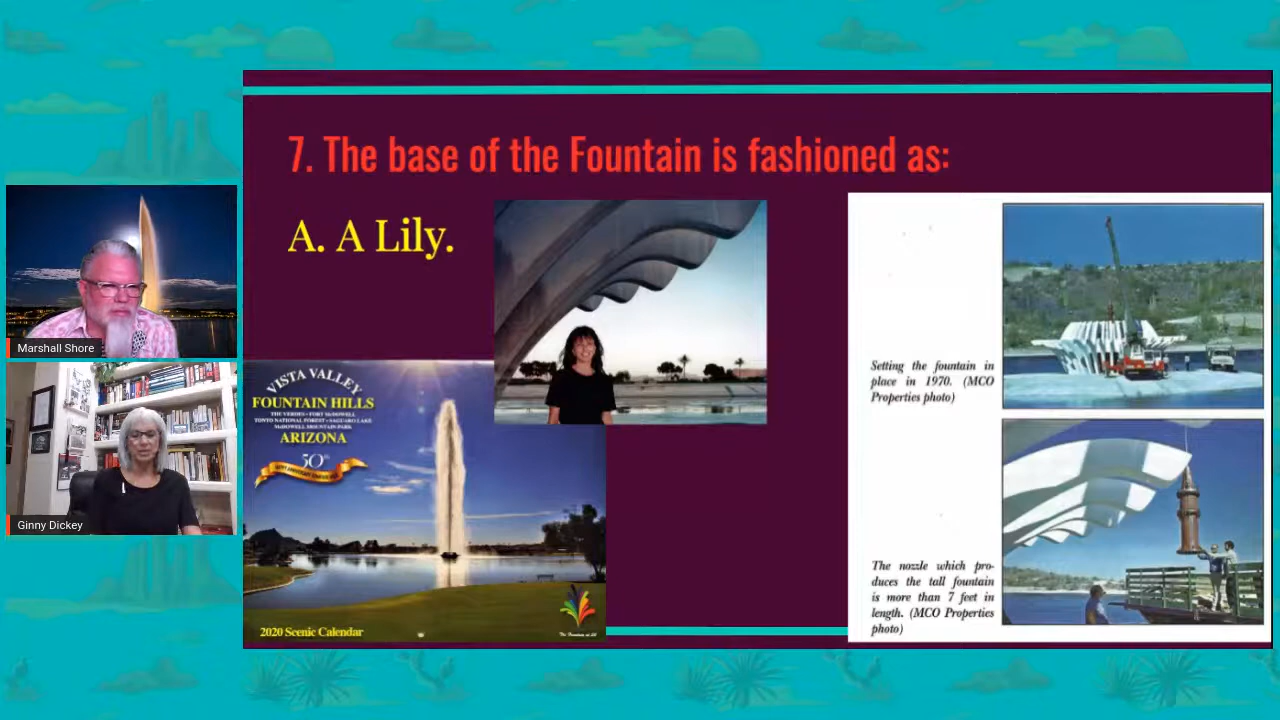 7. The base of the Fountain is fashioned as:
A. A Lily.
Marshall Shore
Ginny Dickey
VISTA VALLEY
FOUNTAIN HILLS
THE VERDES • FORT McDOWELL
TONTO NATIONAL FOREST • SAGUARO LAKE
McDOWELL MOUNTAIN PARK
ARIZONA
50th
2020 Scenic Calendar
The Fountain at
Setting the fountain in
place in 1970. (MCO
Properties photo)
The nozzle which pro-
duces the tall fountain
is more than 7 feet in
length. (MCO Properties
photo)